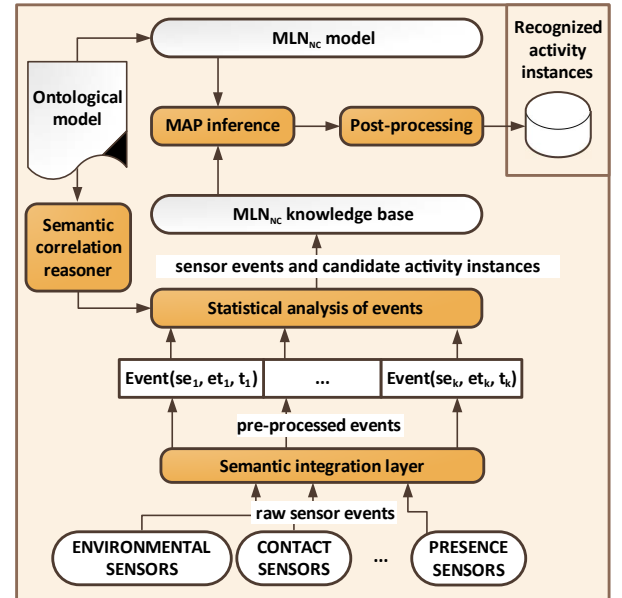 MLN_NC model
Recognized
activity
instances
Ontological
model
MAP inference
Post-processing
MLN_NC knowledge base
Semantic
correlation
reasoner
sensor events and candidate activity instances
Statistical analysis of events
Event(se₁, et₁, t₁)
...
Event(seₖ, etₖ, tₖ)
pre-processed events
Semantic integration layer
raw sensor events
ENVIRONMENTAL
SENSORS
CONTACT
SENSORS
...
PRESENCE
SENSORS